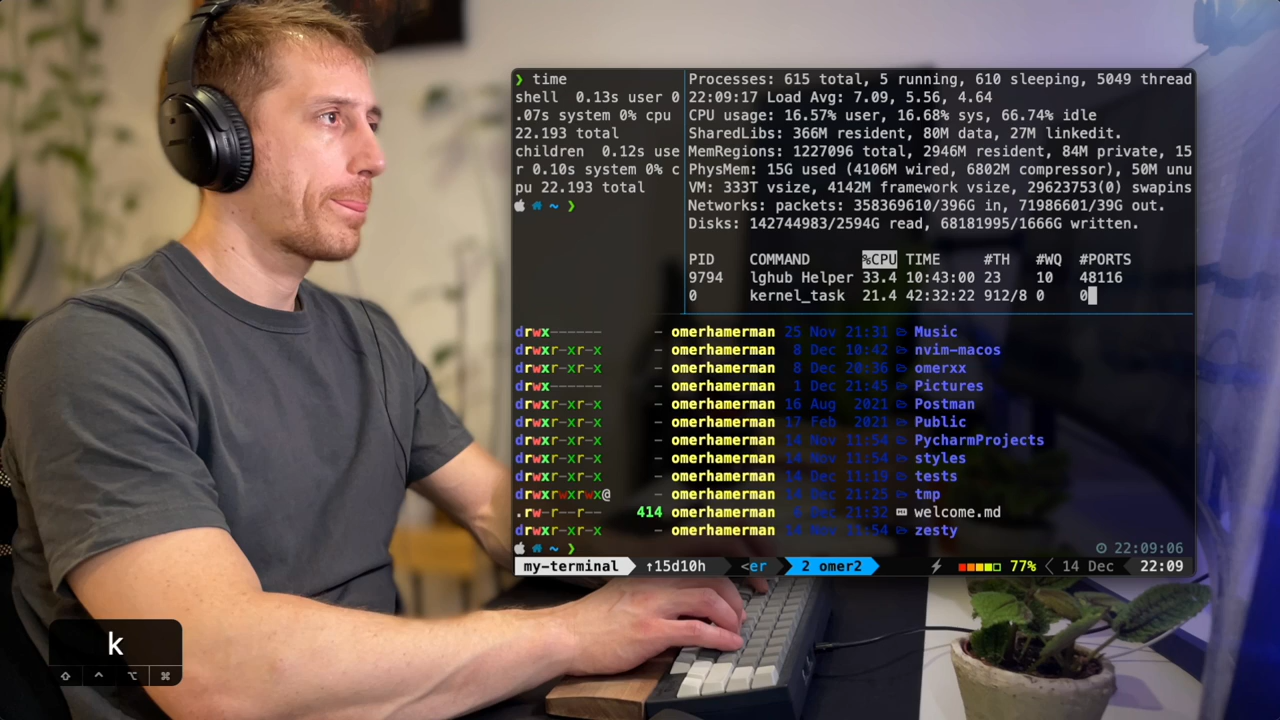 ❯ time
shell  0.13s user 0
.07s system 0% cpu
22.193 total
children  0.12s use
r 0.10s system 0% c
pu 22.193 total
~ ❯
Processes: 615 total, 5 running, 610 sleeping, 5049 thread
22:09:17 Load Avg: 7.09, 5.56, 4.64
CPU usage: 16.57% user, 16.68% sys, 66.74% idle
SharedLibs: 366M resident, 80M data, 27M linkedit.
MemRegions: 1227096 total, 2946M resident, 84M private, 15
PhysMem: 15G used (4106M wired, 6802M compressor), 50M unu
VM: 333T vsize, 4142M framework vsize, 29623753(0) swapins
Networks: packets: 358369610/396G in, 71986601/39G out.
Disks: 142744983/2594G read, 68181995/1666G written.
PID COMMAND %CPU TIME #TH #WQ #PORTS
9794 lghub Helper 33.4 10:43:00 23 10 48116
0 kernel_task 21.4 42:32:22 912/8 0 0
drwx------ - omerhamerman 25 Nov 21:31 Music
drwxr-xr-x - omerhamerman 8 Dec 10:42 nvim-macos
drwxr-xr-x - omerhamerman 8 Dec 20:36 omerxx
drwx------ - omerhamerman 1 Dec 21:45 Pictures
drwxr-xr-x - omerhamerman 16 Aug 2021 Postman
drwxr-xr-x - omerhamerman 17 Feb 2021 Public
drwxr-xr-x - omerhamerman 14 Nov 11:54 PycharmProjects
drwxr-xr-x - omerhamerman 14 Nov 11:54 styles
drwxr-xr-x - omerhamerman 14 Dec 11:19 tests
drwxrwxrwx@ - omerhamerman 14 Dec 21:25 tmp
.rw-r--r-- 414 omerhamerman 21:32 welcome.md
drwxr-xr-x - omerhamerman 14 Nov 11:54 zesty
~ ❯ 22:09:06
my-terminal ↑15d10h <er 2 omer2 77% 14 Dec 22:09
k
⇧ ⌃ ⌥ ⌘